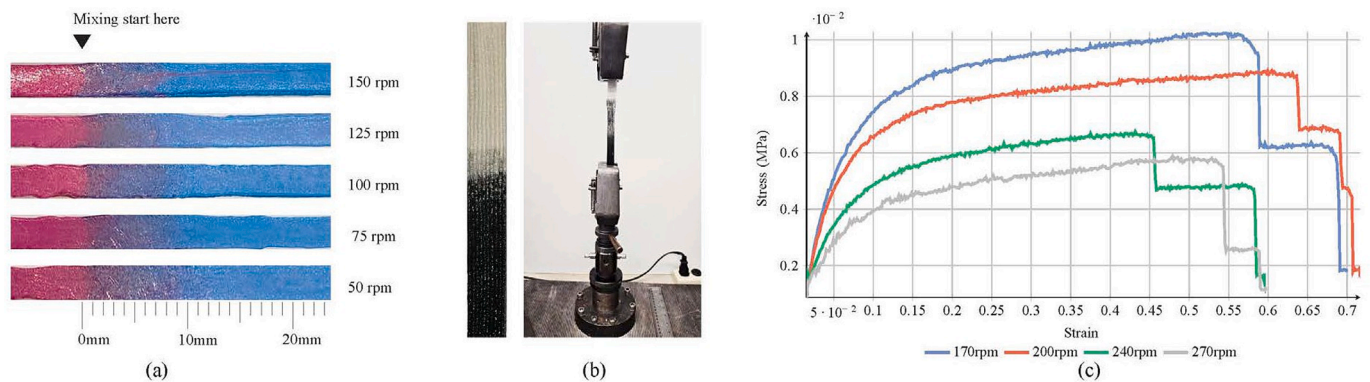 Mixing start here
150 rpm
125 rpm
100 rpm
75 rpm
50 rpm
0mm 10mm 20mm
(a)
(b)
·10⁻²
Stress (MPa)
1
0.8
0.6
0.4
0.2
5 · 10⁻² 0.1 0.15 0.2 0.25 0.3 0.35 0.4 0.45 0.5 0.55 0.6 0.65 0.7
Strain
170rpm 200rpm 240rpm 270rpm
(c)